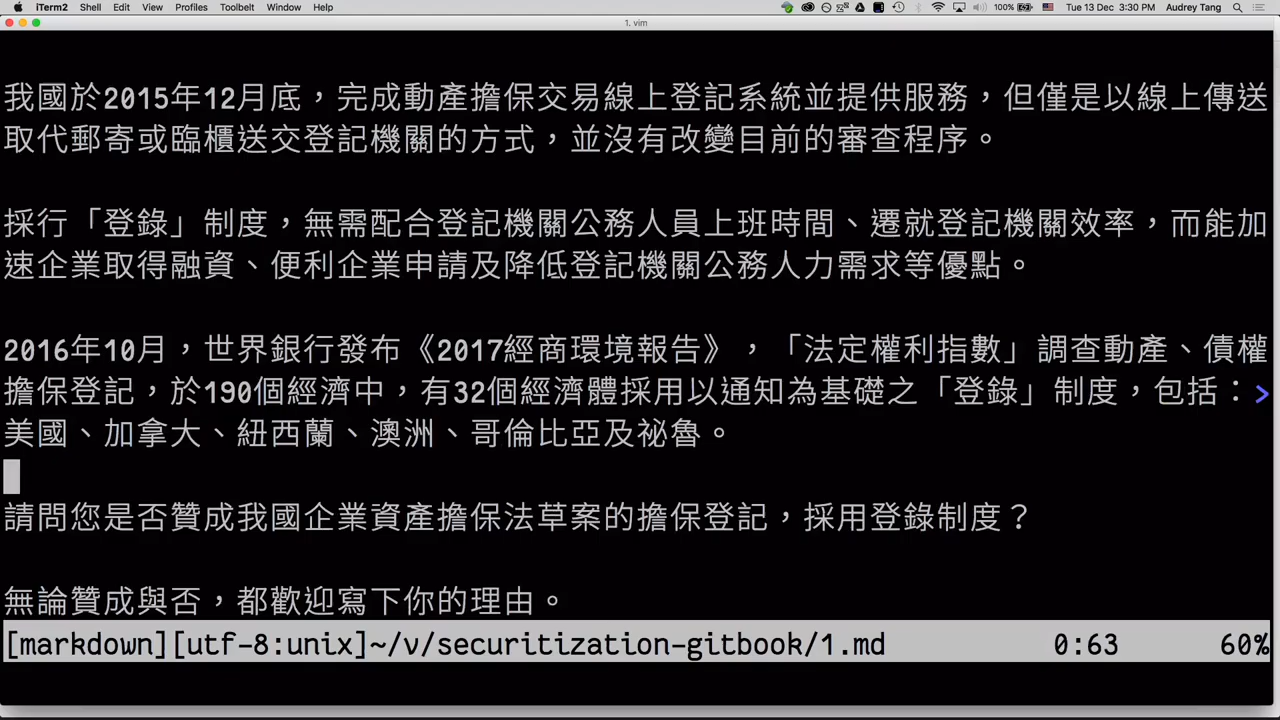 iTerm2 Shell Edit View Profiles Toolbelt Window Help 100% Tue 13 Dec 3:30 PM Audrey Tang
1. vim
我國於2015年12月底，完成動產擔保交易線上登記系統並提供服務，但僅是以線上傳送
取代郵寄或臨櫃送交登記機關的方式，並沒有改變目前的審查程序。
採行「登錄」制度，無需配合登記機關公務人員上班時間、遷就登記機關效率，而能加
速企業取得融資、便利企業申請及降低登記機關公務人力需求等優點。
2016年10月，世界銀行發布《2017經商環境報告》，「法定權利指數」調查動產、債權
擔保登記，於190個經濟中，有32個經濟體採用以通知為基礎之「登錄」制度，包括：>
美國、加拿大、紐西蘭、澳洲、哥倫比亞及祕魯。
請問您是否贊成我國企業資產擔保法草案的擔保登記，採用登錄制度？
無論贊成與否，都歡迎寫下你的理由。
[markdown][utf-8:unix]~/v/securitization-gitbook/1.md 0:63 60%